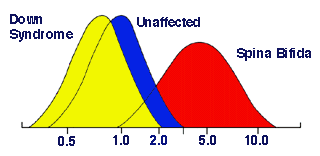 Down
Syndrome
Unaffected
Spina Bifida
0.5 1.0 2.0 5.0 10.0